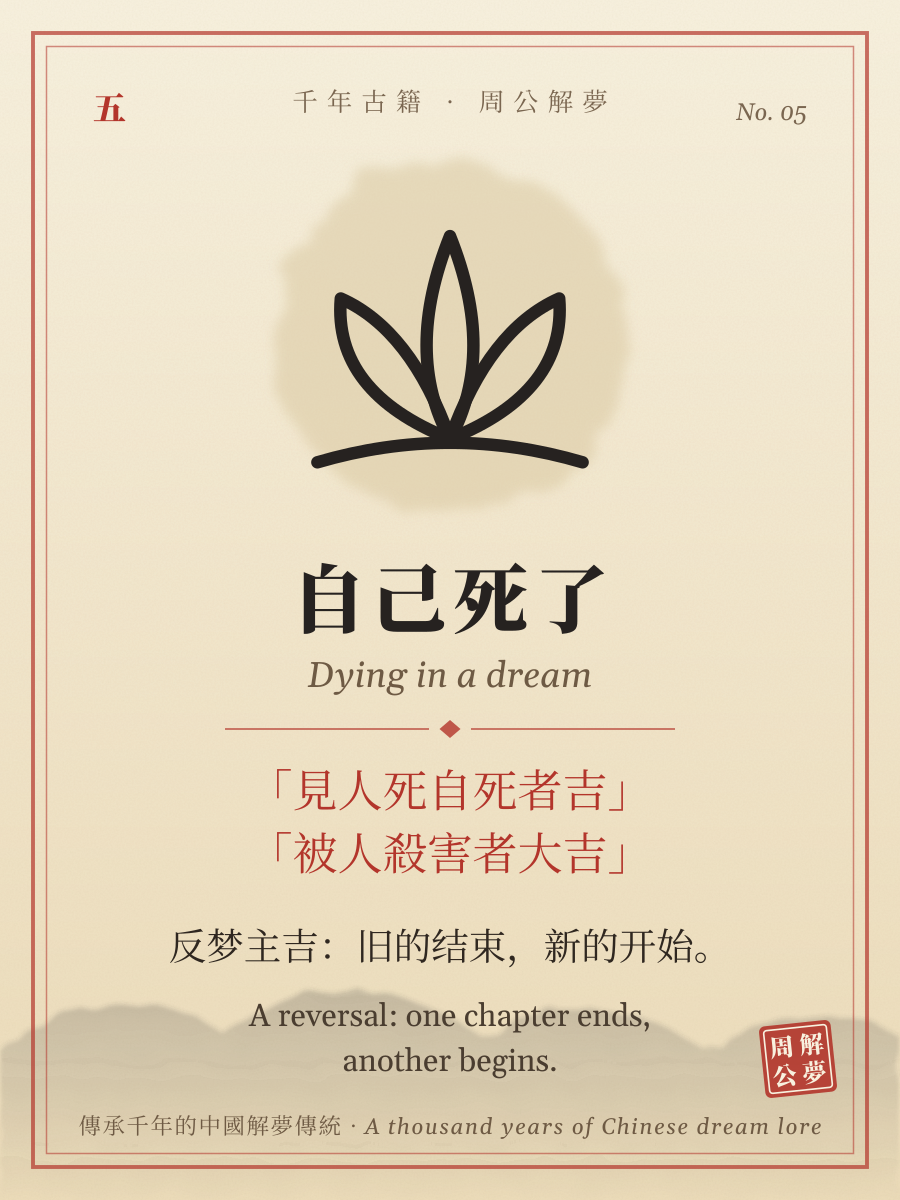 五
千年古籍 · 周公解夢
No. 05
自己死了
Dying in a dream
「見人死自死者吉」
「被人殺害者大吉」
反梦主吉：旧的结束，新的开始。
A reversal: one chapter ends,
another begins.
周解
公夢
傳承千年的中國解夢傳統 · A thousand years of Chinese dream lore